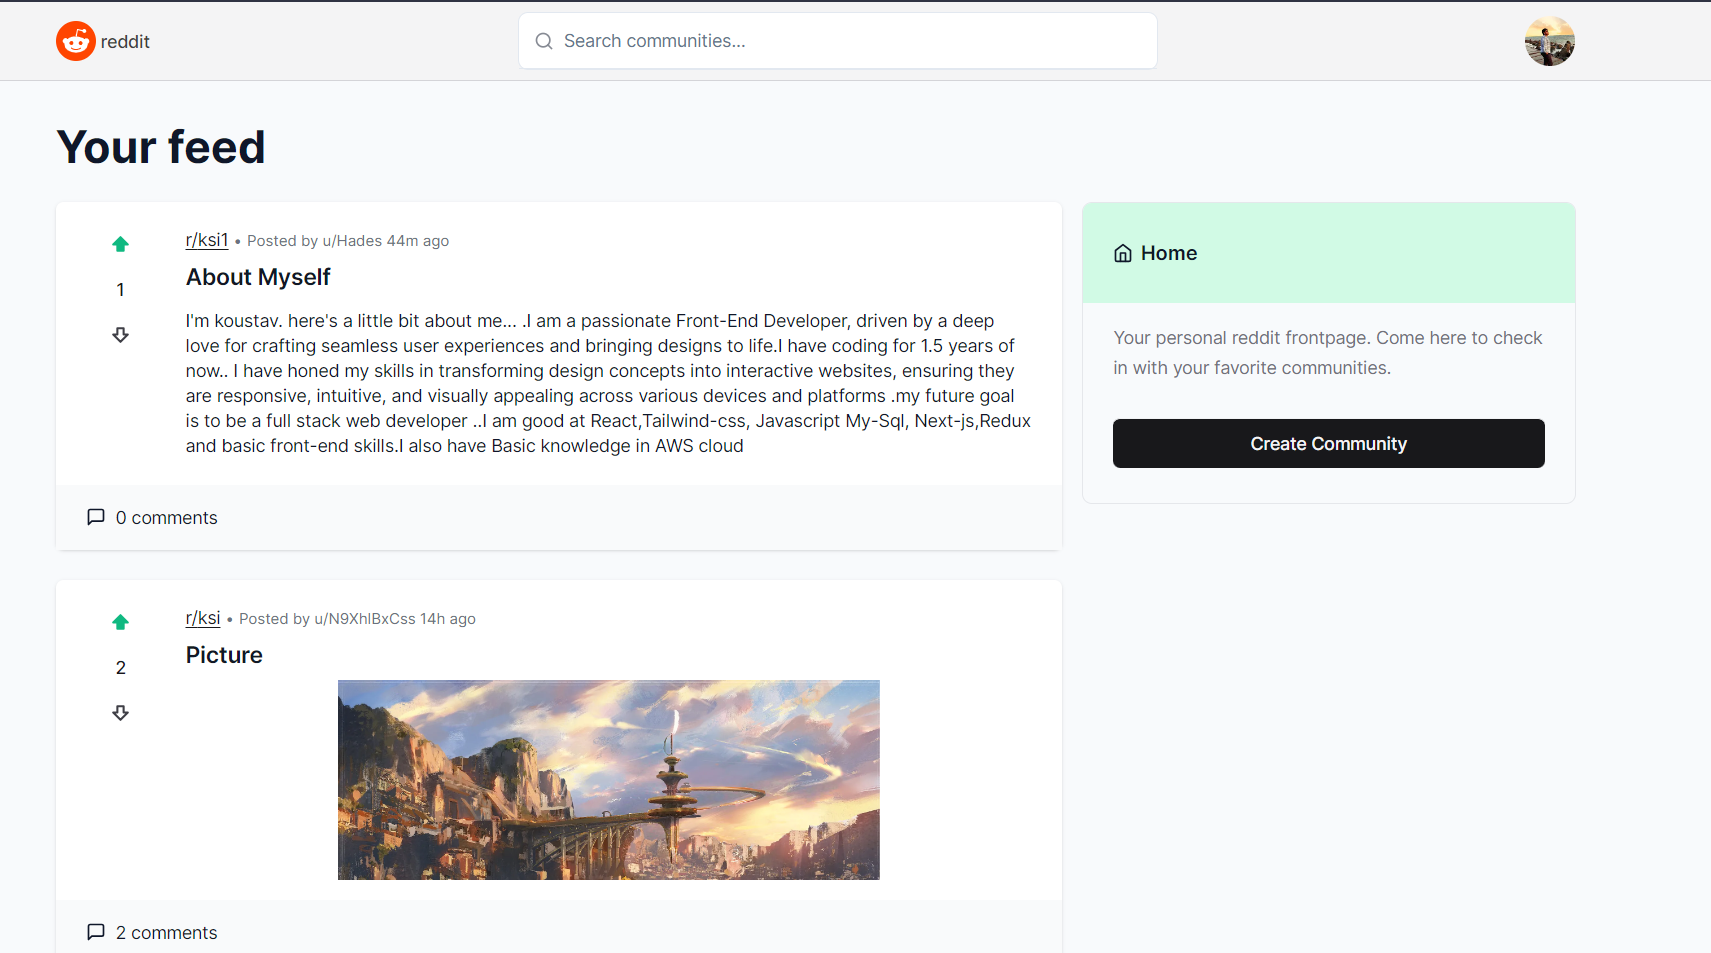 reddit
Search communities...
Your feed
r/ksi1 • Posted by u/Hades 44m ago
About Myself
1
I'm koustav. here's a little bit about me... .I am a passionate Front-End Developer, driven by a deep
love for crafting seamless user experiences and bringing designs to life.I have coding for 1.5 years of
now.. I have honed my skills in transforming design concepts into interactive websites, ensuring they
are responsive, intuitive, and visually appealing across various devices and platforms .my future goal
is to be a full stack web developer ..I am good at React,Tailwind-css, Javascript My-Sql, Next-js,Redux
and basic front-end skills.I also have Basic knowledge in AWS cloud
0 comments
Home
Your personal reddit frontpage. Come here to check
in with your favorite communities.
Create Community
r/ksi • Posted by u/N9XhlBxCss 14h ago
Picture
2
2 comments